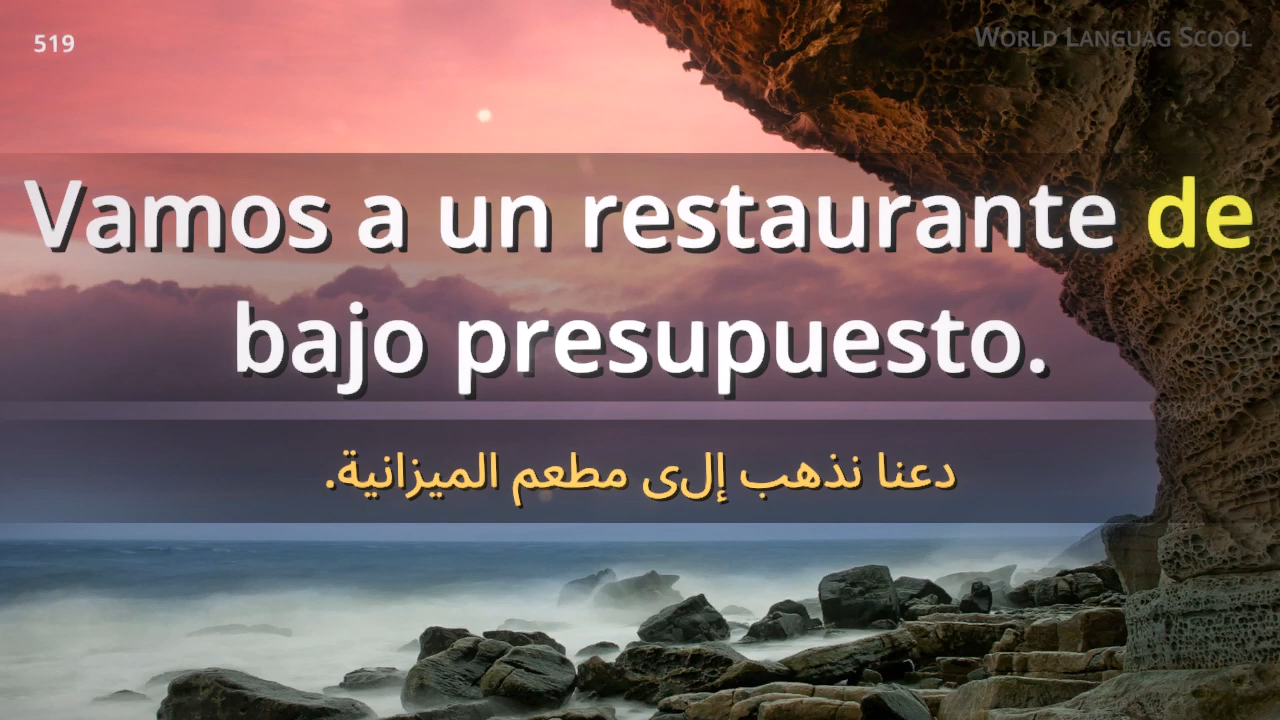 519
WORLD LANGUAG SCOOL
Vamos a un restaurante de
bajo presupuesto.
دعنا نذهب إلى مطعم الميزانية.